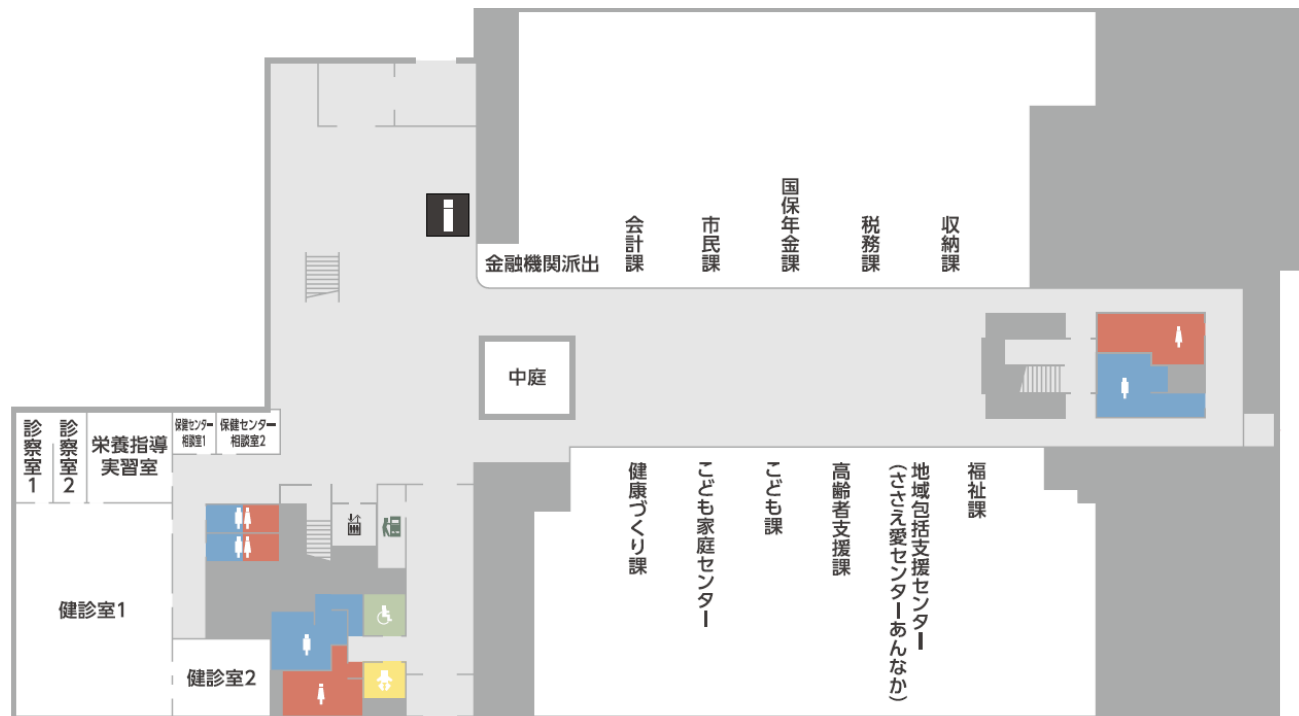 国保年金課
会計課
市民課
税務課
収納課
金融機関派出
中庭
診察室1
診察室2
栄養指導
実習室
保健センター
相談室1
保健センター
相談室2
健康づくり課
こども家庭センター
こども課
高齢者支援課
地域包括支援センター
(ささえ愛センターあんなか)
福祉課
健診室1
健診室2